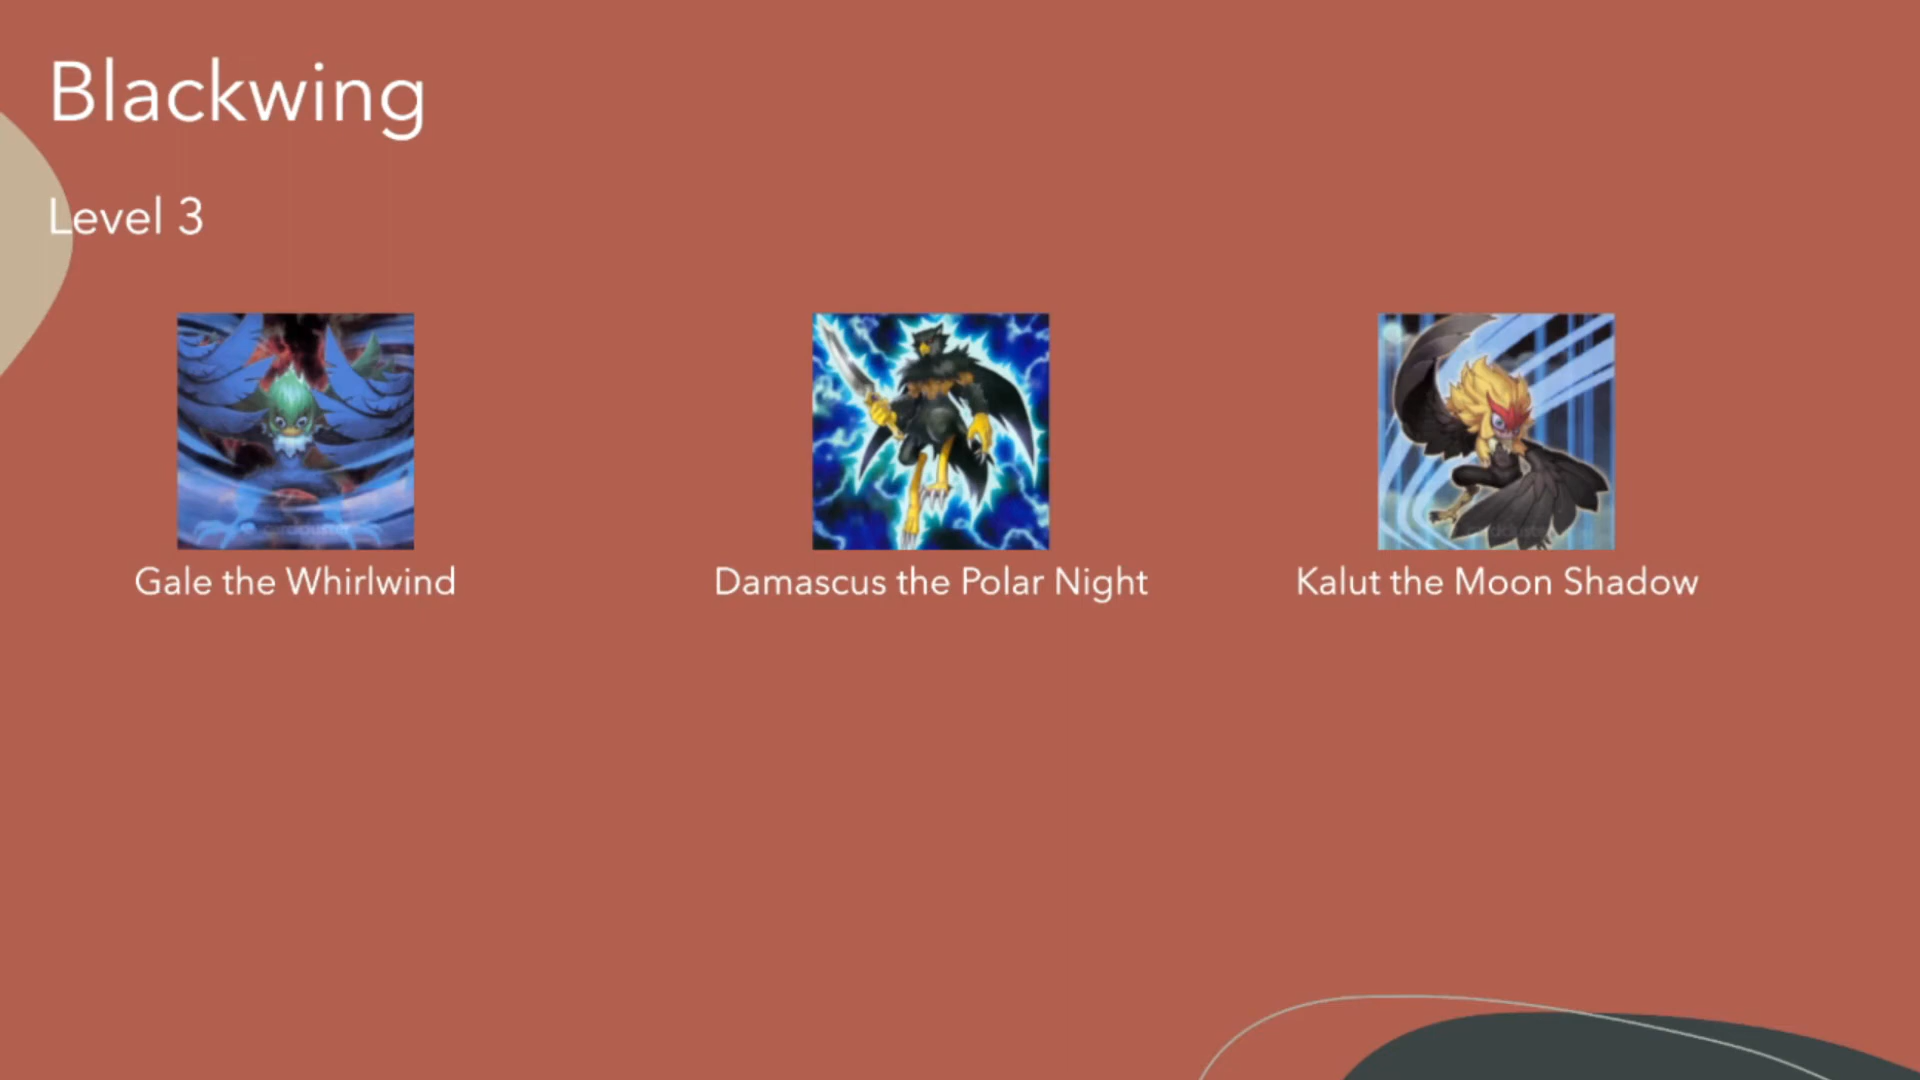 Blackwing
Level 3
Gale the Whirlwind
Damascus the Polar Night
Kalut the Moon Shadow